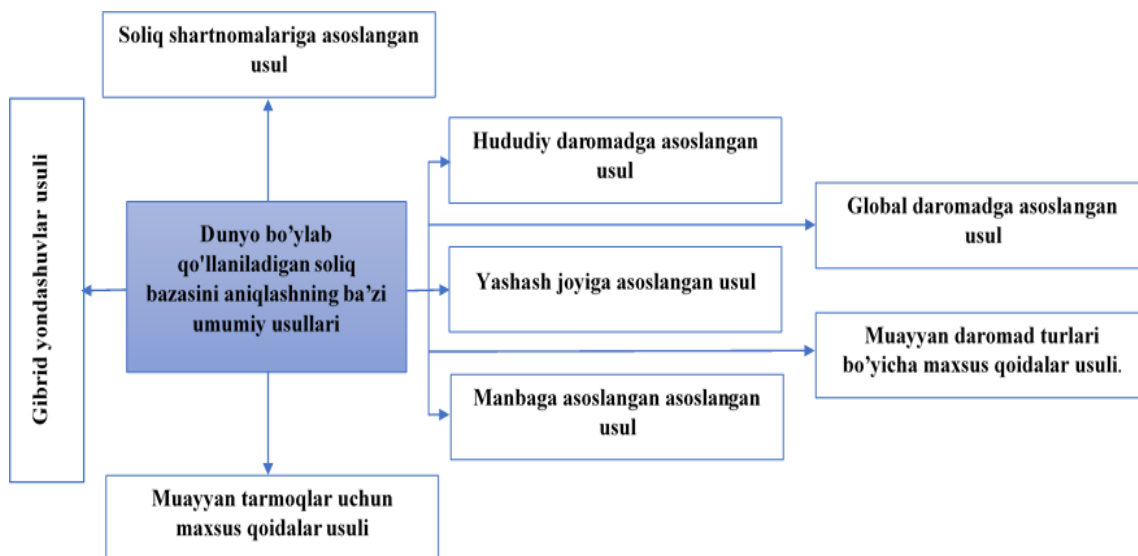 Soliq shartnomalariga asoslangan
usul
Gibrid yondashuvlar usuli
Dunyo bo’ylab
qo'llaniladigan soliq
bazasini aniqlashning ba’zi
umumiy usullari
Hududiy daromadga asoslangan
usul
Global daromadga asoslangan
usul
Yashash joyiga asoslangan usul
Muayyan daromad turlari
bo’yicha maxsus qoidalar usuli.
Manbaga asoslangan asoslangan
usul
Muayyan tarmoqlar uchun
maxsus qoidalar usuli